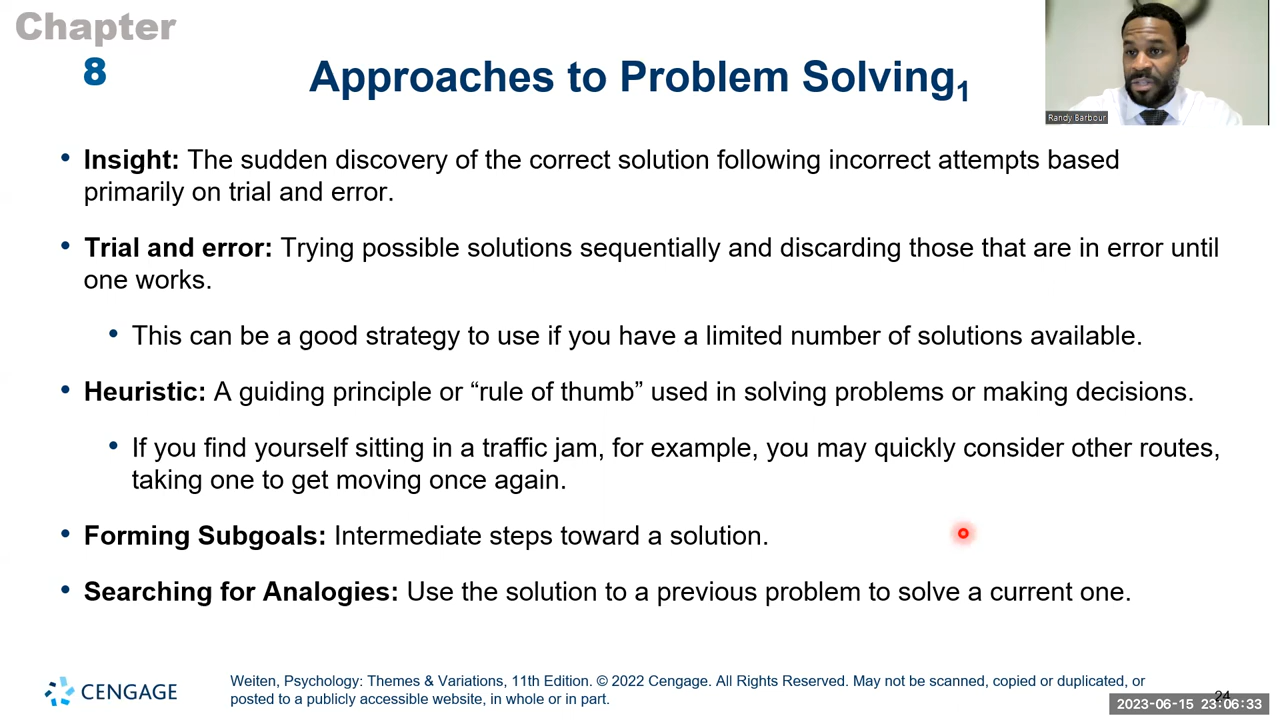 Chapter
8
Approaches to Problem Solving1
Randy Barbour
• Insight: The sudden discovery of the correct solution following incorrect attempts based
primarily on trial and error.
• Trial and error: Trying possible solutions sequentially and discarding those that are in error until
one works.
• This can be a good strategy to use if you have a limited number of solutions available.
• Heuristic: A guiding principle or “rule of thumb” used in solving problems or making decisions.
• If you find yourself sitting in a traffic jam, for example, you may quickly consider other routes,
taking one to get moving once again.
• Forming Subgoals: Intermediate steps toward a solution.
• Searching for Analogies: Use the solution to a previous problem to solve a current one.
CENGAGE
Weiten, Psychology: Themes & Variations, 11th Edition. © 2022 Cengage. All Rights Reserved. May not be scanned, copied or duplicated, or
posted to a publicly accessible website, in whole or in part.
24
2023-06-15 23:06:33